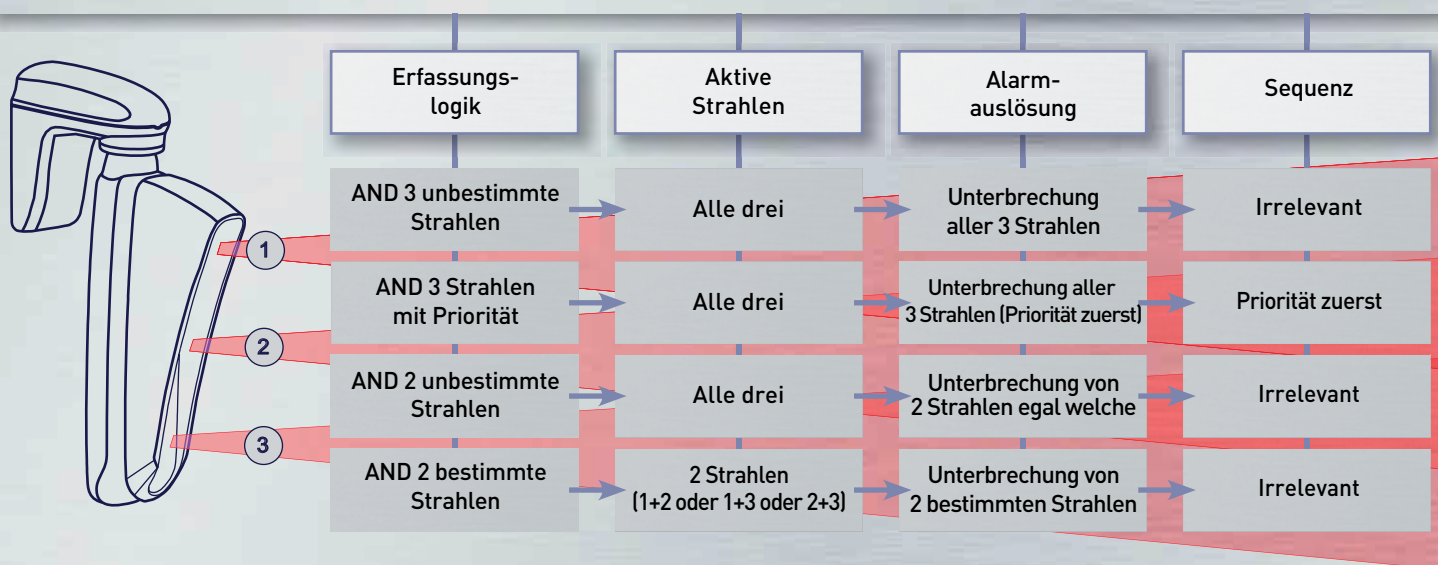 Erfassungs-
logik
Aktive
Strahlen
Alarm-
auslösung
Sequenz
AND 3 unbestimmte
Strahlen
Alle drei
Unterbrechung
aller 3 Strahlen
Irrelevant
1
AND 3 Strahlen
mit Priorität
Alle drei
Unterbrechung aller
3 Strahlen (Priorität zuerst)
Priorität zuerst
2
AND 2 unbestimmte
Strahlen
Alle drei
Unterbrechung von
2 Strahlen egal welche
Irrelevant
3
AND 2 bestimmte
Strahlen
2 Strahlen
(1+2 oder 1+3 oder 2+3)
Unterbrechung von
2 bestimmten Strahlen
Irrelevant